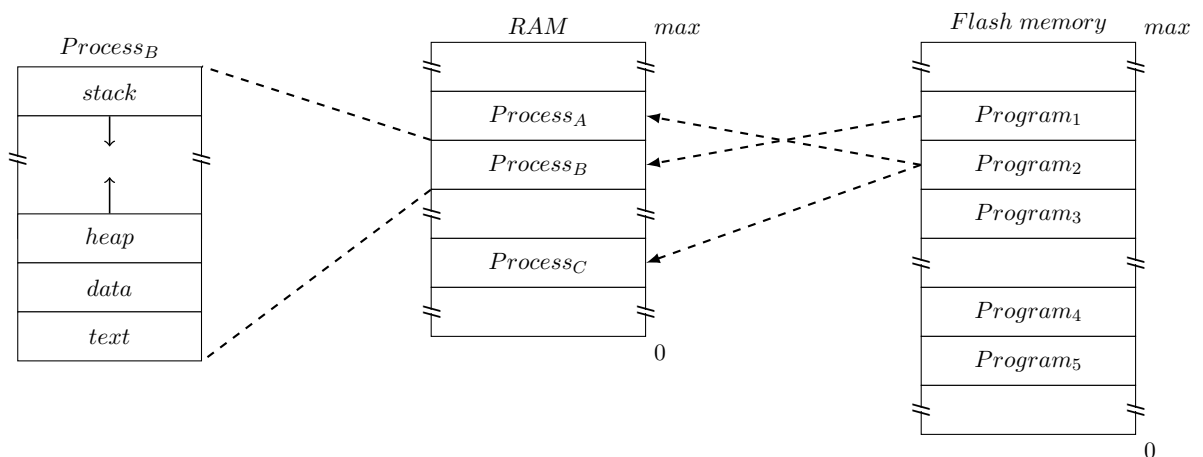 Process_B
stack
heap
data
text
RAM
max
Process_A
Process_B
Process_C
0
Flash memory
max
Program_1
Program_2
Program_3
Program_4
Program_5
0